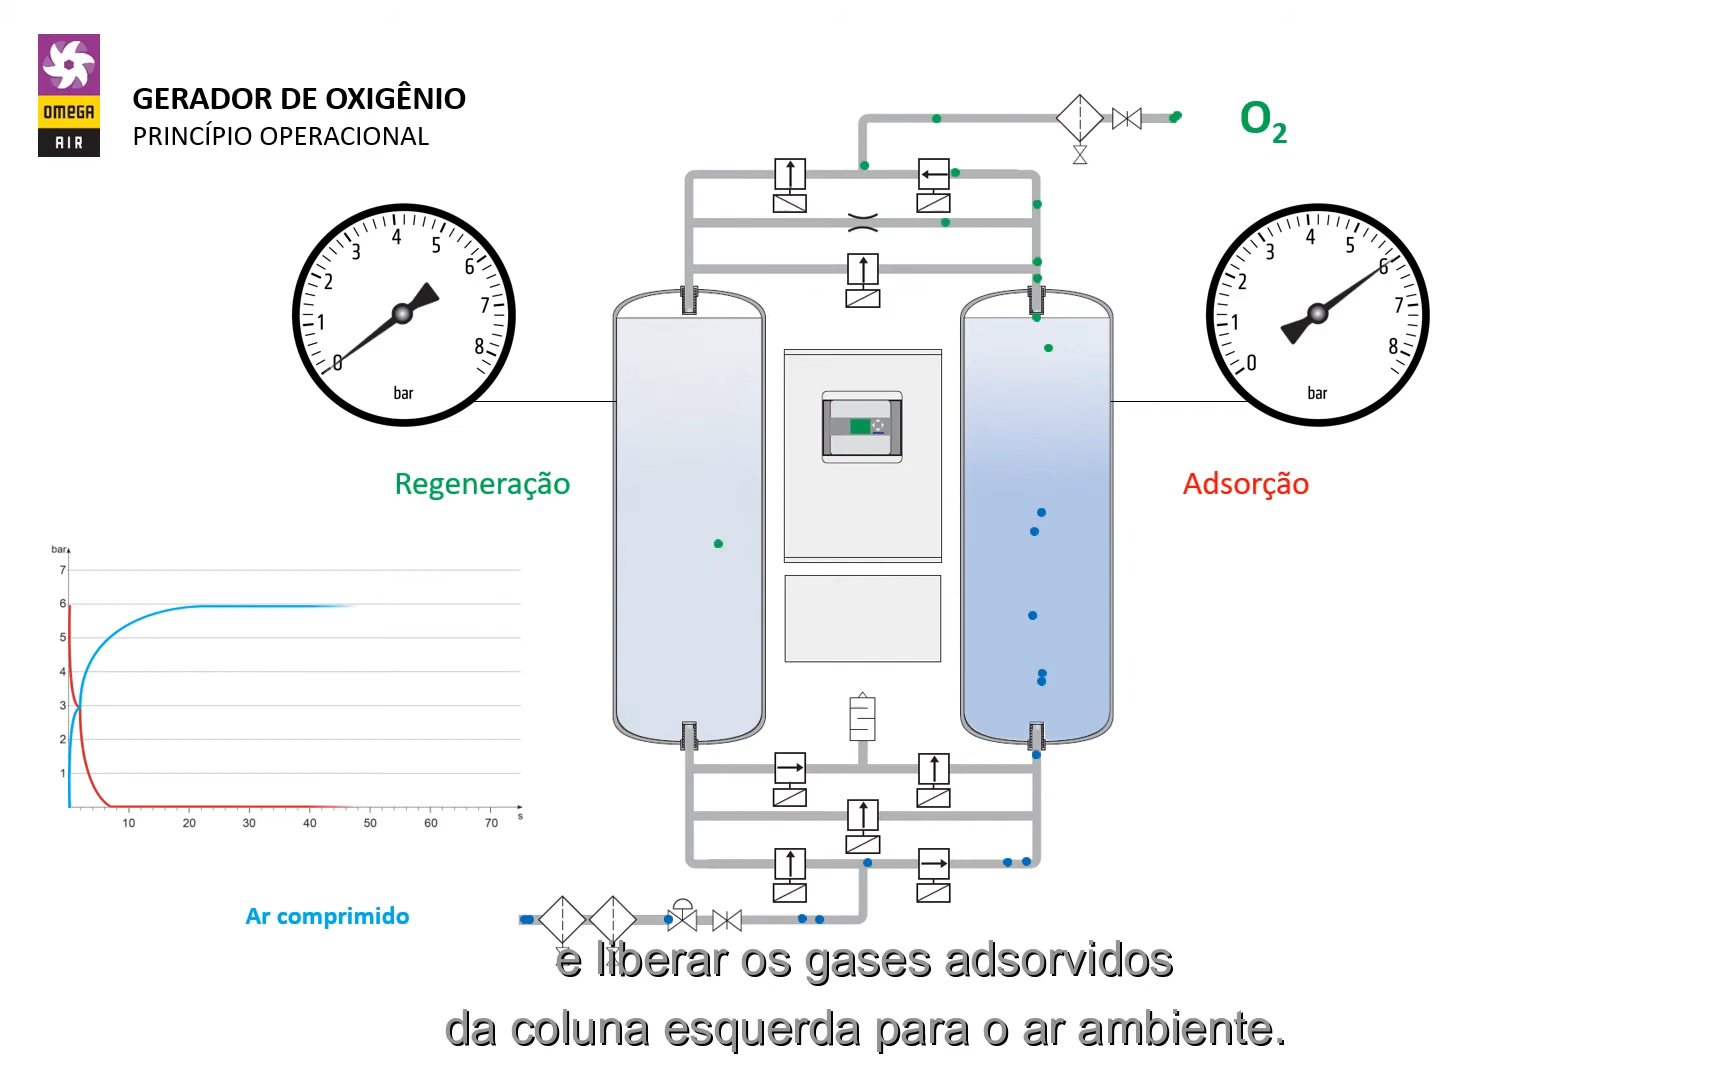 OMEGA
AIR
GERADOR DE OXIGÊNIO
PRINCÍPIO OPERACIONAL
O₂
0 1 2 3 4 5 6 7 8
bar
0 1 2 3 4 5 6 7 8
bar
Regeneração
Adsorção
bar
7
6
5
4
3
2
1
10 20 30 40 50 60 70 s
Ar comprimido
e liberar os gases adsorvidos
da coluna esquerda para o ar ambiente.